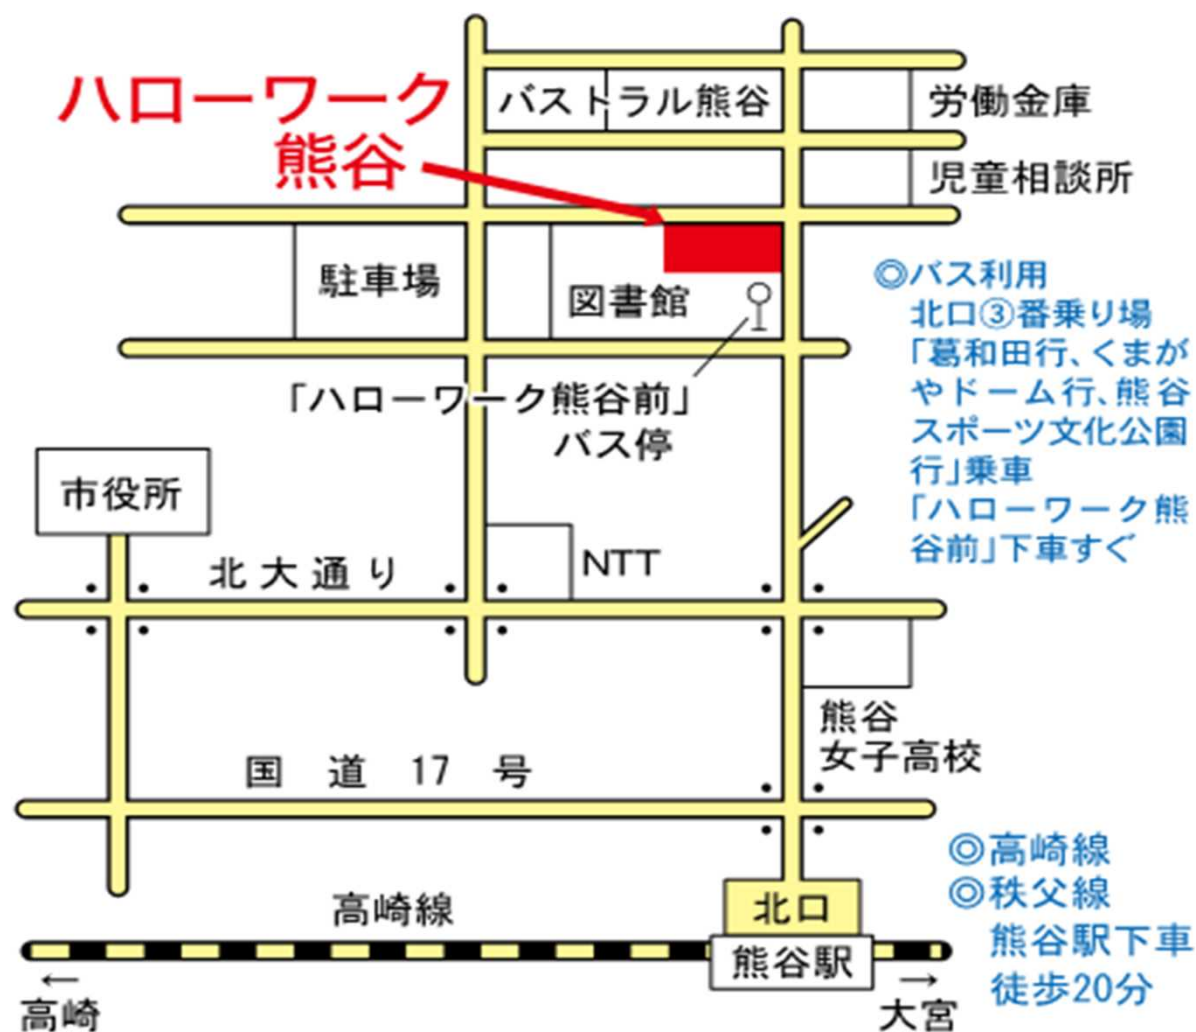 ハローワーク
熊谷
バストラル熊谷
労働金庫
児童相談所
駐車場
図書館
「ハローワーク熊谷前」
バス停
◎バス利用
北口③番乗り場
「葛和田行、くまが
やドーム行、熊谷
スポーツ文化公園
行」乗車
「ハローワーク熊
谷前」下車すぐ
市役所
北大通り
NTT
熊谷
女子高校
国道17号
◎高崎線
◎秩父線
熊谷駅下車
徒歩20分
高崎線
北口
熊谷駅
←
高崎
→
大宮